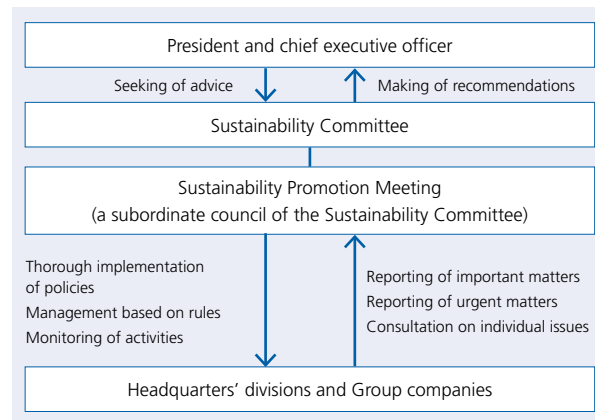 President and chief executive officer
Seeking of advice
Making of recommendations
Sustainability Committee
Sustainability Promotion Meeting
(a subordinate council of the Sustainability Committee)
Thorough implementation
of policies
Management based on rules
Monitoring of activities
Reporting of important matters
Reporting of urgent matters
Consultation on individual issues
Headquarters’ divisions and Group companies